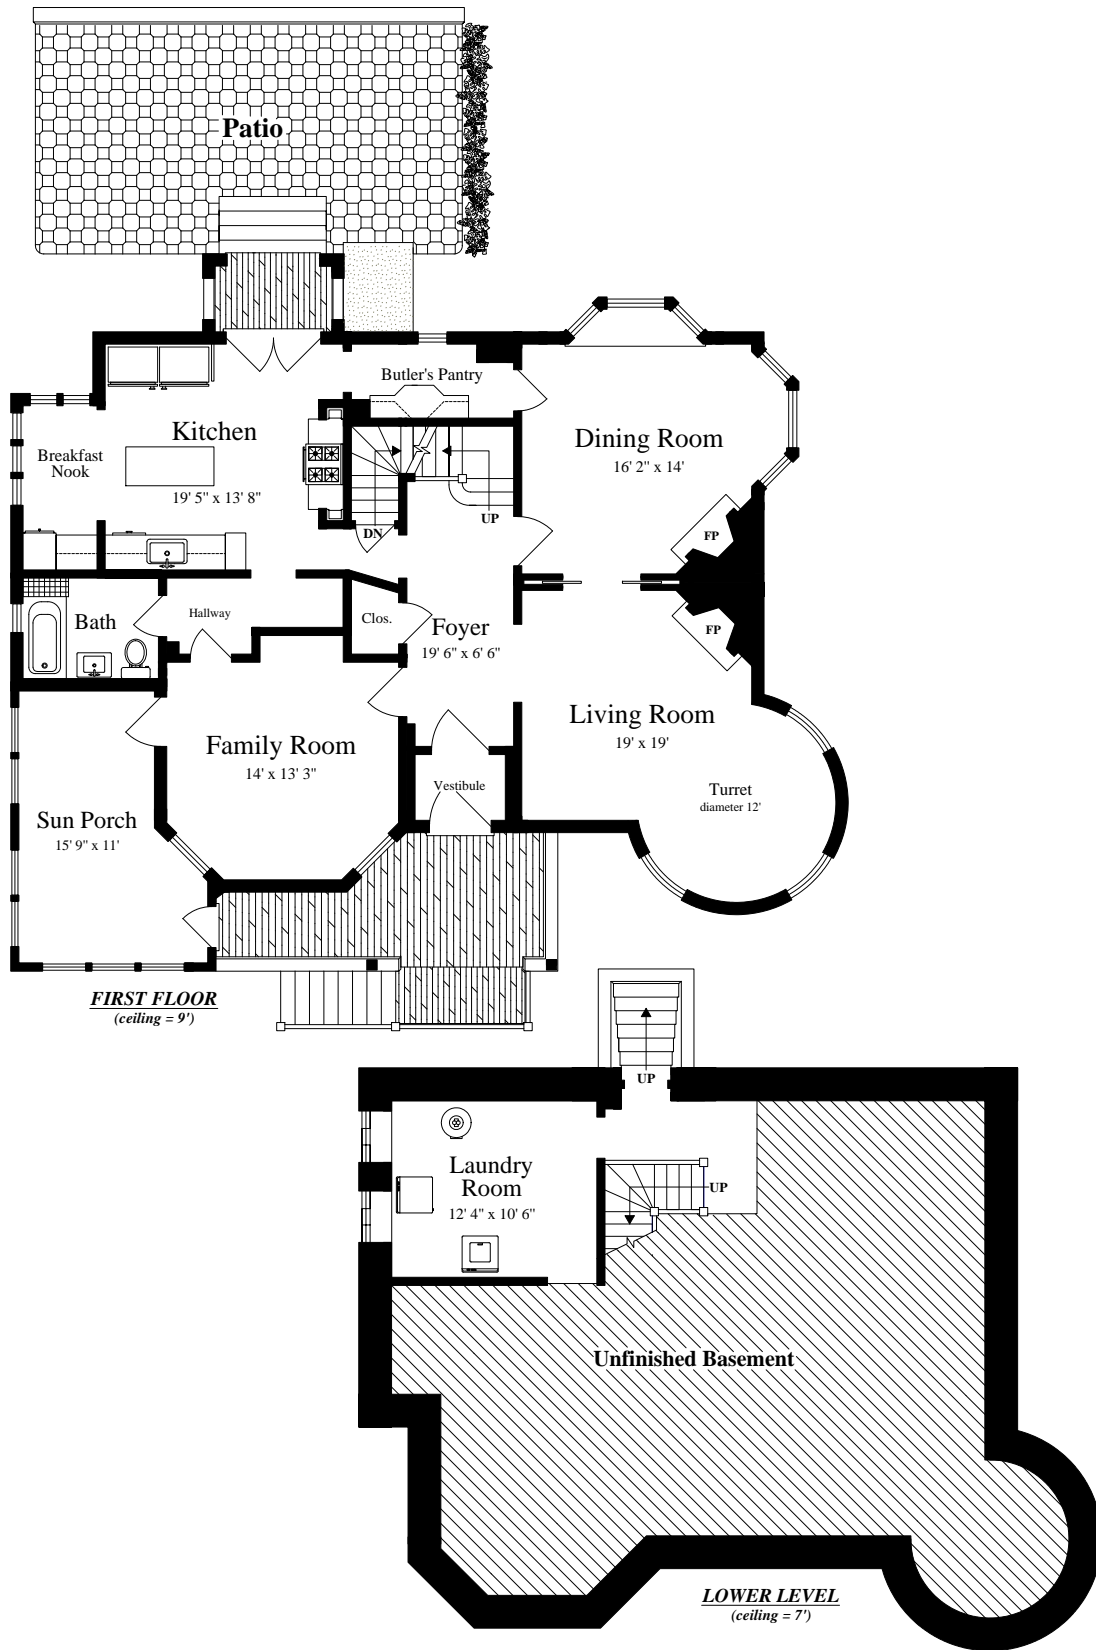 Patio
Butler's Pantry
Kitchen
19' 5" x 13' 8"
Breakfast
Nook
Dining Room
16' 2" x 14'
DN
UP
FP
FP
Bath
Hallway
Clos.
Foyer
19' 6" x 6' 6"
Living Room
19' x 19'
Family Room
14' x 13' 3"
Vestibule
Turret
diameter 12'
Sun Porch
15' 9" x 11'
FIRST FLOOR
(ceiling = 9')
UP
Laundry
Room
12' 4" x 10' 6"
UP
Unfinished Basement
LOWER LEVEL
(ceiling = 7')